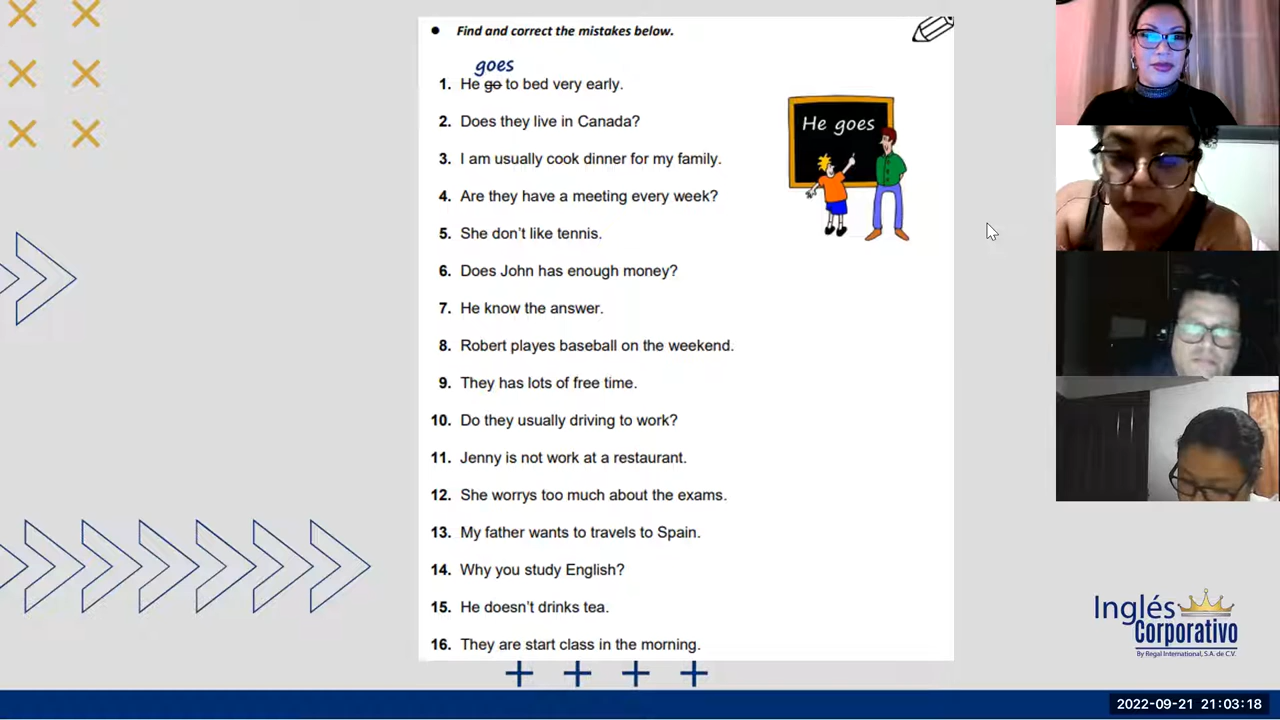 ● Find and correct the mistakes below.
goes
1. He go to bed very early.
He goes
2. Does they live in Canada?
3. I am usually cook dinner for my family.
4. Are they have a meeting every week?
5. She don't like tennis.
6. Does John has enough money?
7. He know the answer.
8. Robert playes baseball on the weekend.
9. They has lots of free time.
10. Do they usually driving to work?
11. Jenny is not work at a restaurant.
12. She worrys too much about the exams.
13. My father wants to travels to Spain.
14. Why you study English?
15. He doesn't drinks tea.
16. They are start class in the morning.
Inglés
Corporativo
By Regal International, S.A. de C.V.
2022-09-21 21:03:18